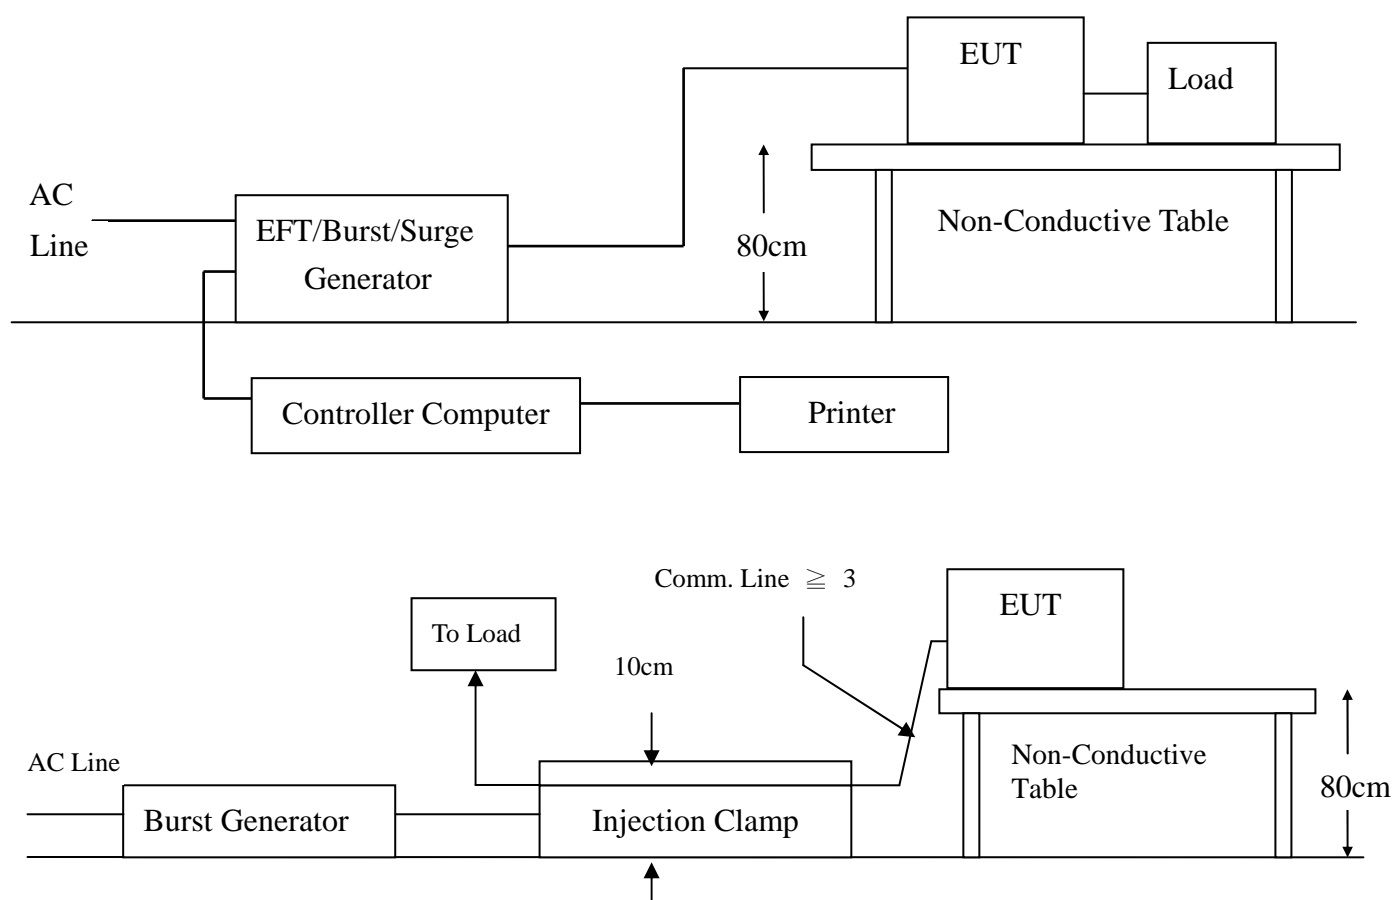 EUT
Load
AC
Line
EFT/Burst/Surge
Generator
80cm
Non-Conductive Table
Controller Computer
Printer
Comm. Line ≧ 3
EUT
To Load
10cm
AC Line
Non-Conductive
Table
80cm
Burst Generator
Injection Clamp